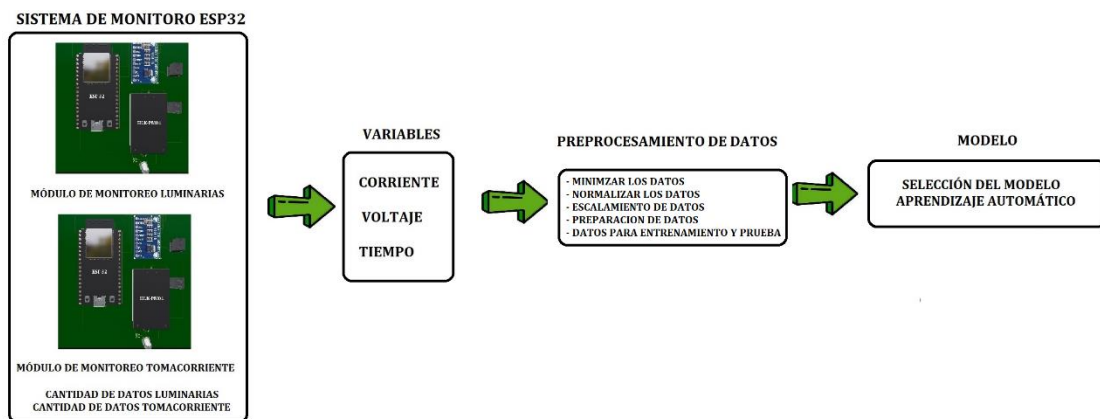 SISTEMA DE MONITORO ESP32
MÓDULO DE MONITOREO LUMINARIAS
MÓDULO DE MONITOREO TOMACORRIENTE
CANTIDAD DE DATOS LUMINARIAS
CANTIDAD DE DATOS TOMACORRIENTE
VARIABLES
CORRIENTE
VOLTAJE
TIEMPO
PREPROCESAMIENTO DE DATOS
- MINIMZAR LOS DATOS
- NORMALIZAR LOS DATOS
- ESCALAMIENTO DE DATOS
- PREPARACION DE DATOS
- DATOS PARA ENTRENAMIENTO Y PRUEBA
MODELO
SELECCIÓN DEL MODELO
APRENDIZAJE AUTOMÁTICO